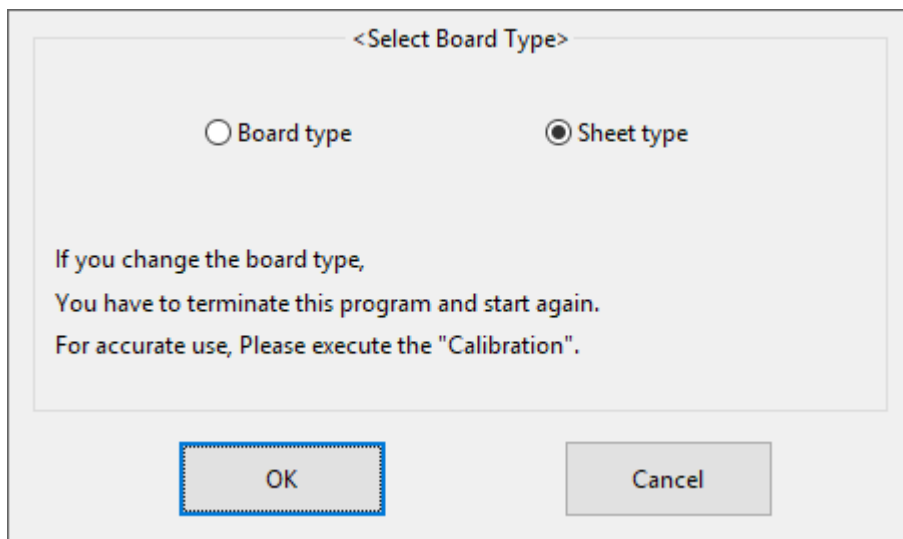 <Select Board Type>
Board type
Sheet type
If you change the board type,
You have to terminate this program and start again.
For accurate use, Please execute the "Calibration".
OK
Cancel